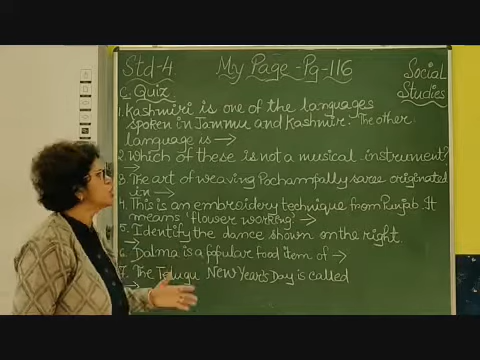 Std-4 My Page-Pg-116 Social
Studies
C. Quiz
1. Kashmiri is one of the languages
spoken in Jammu and Kashmir. The other
language is →
2. Which of these is not a musical instrument?
→
3. The art of weaving Pochampally saree originated
in →
4. This is an embroidery technique from Punjab. It
means 'flower working'. →
5. Identify the dance shown on the right.
→
6. Dalma is a popular food item of →
7. The Telugu New Year's Day is called
→